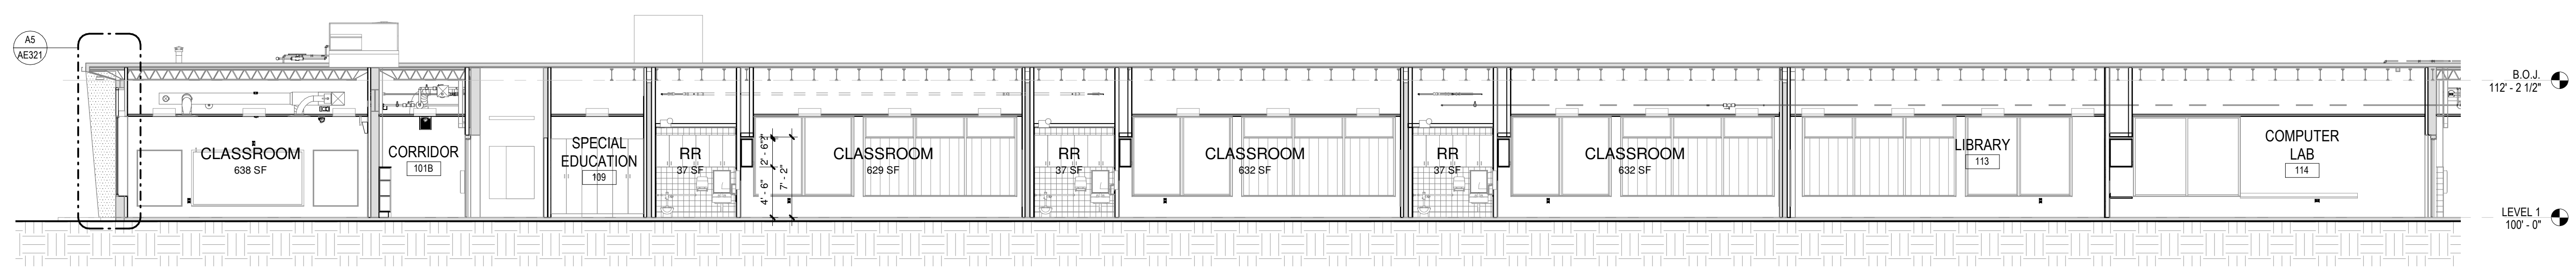 A5
AE321
CLASSROOM
638 SF
CORRIDOR
101B
SPECIAL
EDUCATION
109
RR
37 SF
2' - 6"
4' - 6"
7' - 2"
CLASSROOM
629 SF
RR
37 SF
CLASSROOM
632 SF
RR
37 SF
CLASSROOM
632 SF
LIBRARY
113
COMPUTER
LAB
114
B.O.J.
112' - 2 1/2"
LEVEL 1
100' - 0"